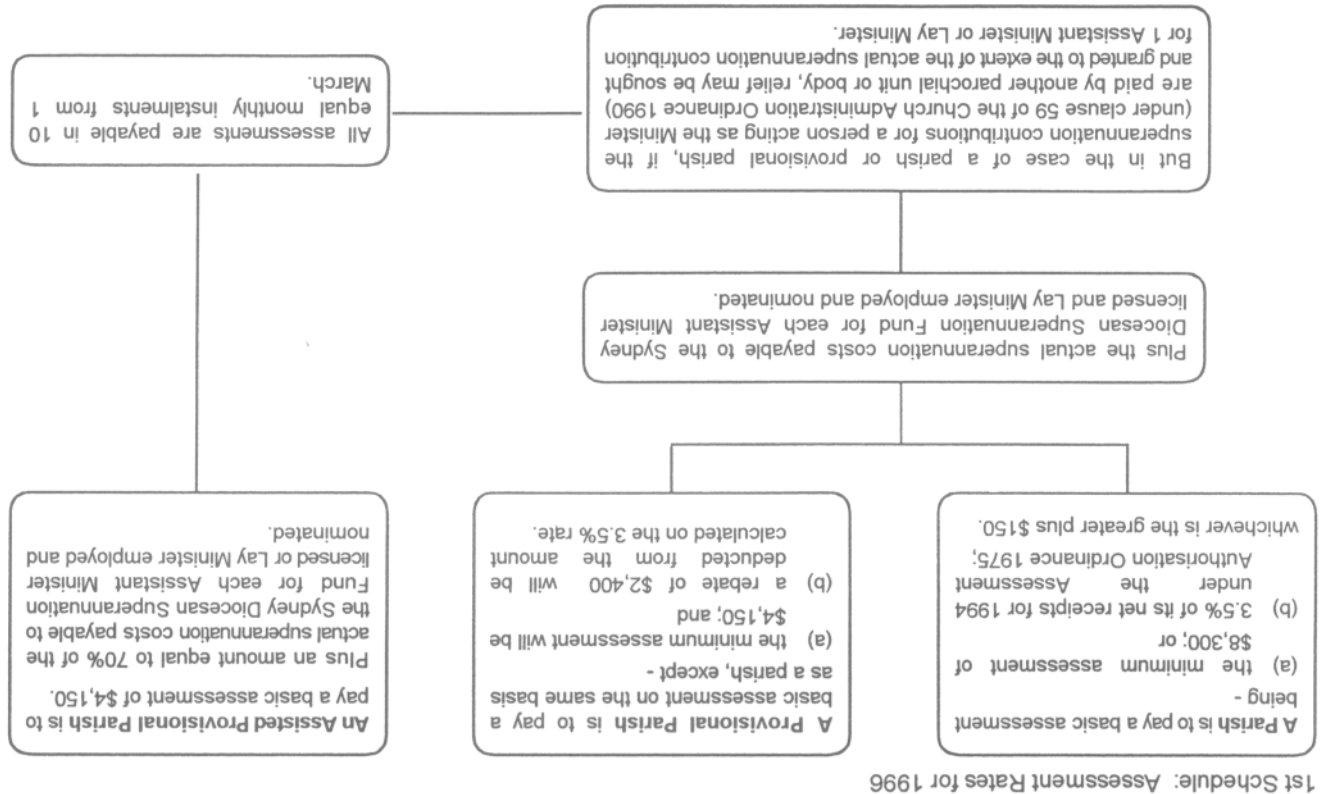 1st Schedule: Assessment Rates for 1996
A Parish is to pay a basic assessment
being -
(a) the minimum assessment of
$8,300; or
(b) 3.5% of its net receipts for 1994
under the Assessment
Authorisation Ordinance 1975;
whichever is the greater plus $150.
A Provisional Parish is to pay a
basic assessment on the same basis
as a parish, except -
(a) the minimum assessment will be
$4,150; and
(b) a rebate of $2,400 will be
deducted from the amount
calculated on the 3.5% rate.
An Assisted Provisional Parish is to
pay a basic assessment of $4,150.
Plus an amount equal to 70% of the
actual superannuation costs payable to
the Sydney Diocesan Superannuation
Fund for each Assistant Minister
licensed or Lay Minister employed and
nominated.
Plus the actual superannuation costs payable to the Sydney
Diocesan Superannuation Fund for each Assistant Minister
licensed and Lay Minister employed and nominated.
But in the case of a parish or provisional parish, if the
superannuation contributions for a person acting as the Minister
(under clause 59 of the Church Administration Ordinance 1990)
are paid by another parochial unit or body, relief may be sought
and granted to the extent of the actual superannuation contribution
for 1 Assistant Minister or Lay Minister.
All assessments are payable in 10
equal monthly instalments from 1
March.